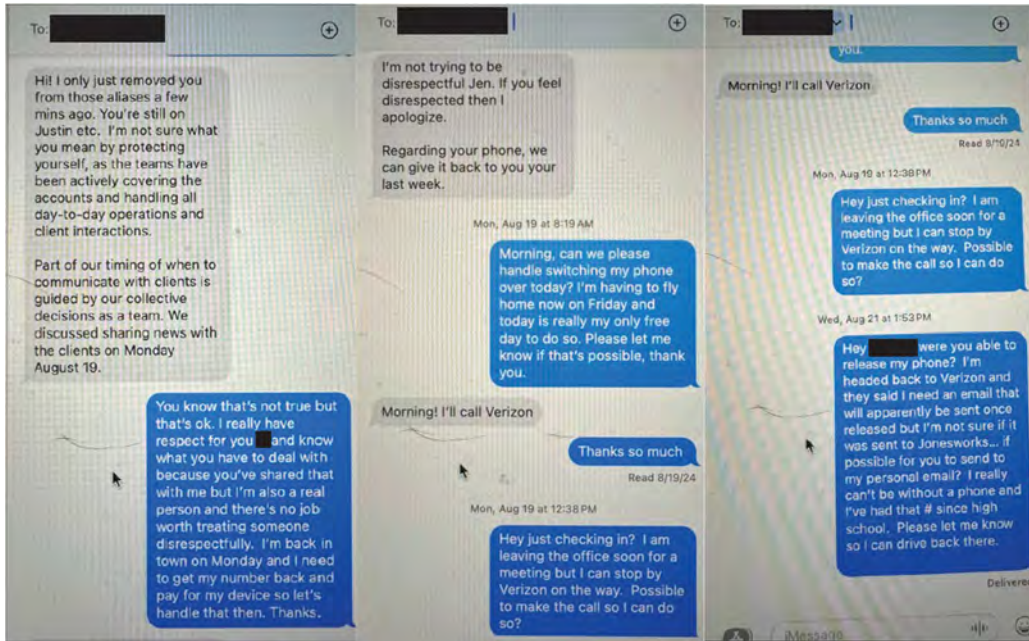 To:
Hi! I only just removed you
from those aliases a few
mins ago. You're still on
Justin etc. I'm not sure what
you mean by protecting
yourself, as the teams have
been actively covering the
accounts and handling all
day-to-day operations and
client interactions.
Part of our timing of when to
communicate with clients is
guided by our collective
decisions as a team. We
discussed sharing news with
the clients on Monday
August 19.
You know that's not true but
that's ok. I really have
respect for you and know
what you have to deal with
because you've shared that
with me but I'm also a real
person and there's no job
worth treating someone
disrespectfully. I'm back in
town on Monday and I need
to get my number back and
pay for my device so let's
handle that then. Thanks.
To:
I'm not trying to be
disrespectful Jen. If you feel
disrespected then I
apologize.
Regarding your phone, we
can give it back to you your
last week.
Mon, Aug 19 at 8:19 AM
Morning, can we please
handle switching my phone
over today? I'm having to fly
home now on Friday and
today is really my only free
day to do so. Please let me
know if that's possible, thank
you.
Morning! I'll call Verizon
Thanks so much
Read 8/19/24
Mon, Aug 19 at 12:38 PM
Hey just checking in? I am
leaving the office soon for a
meeting but I can stop by
Verizon on the way. Possible
to make the call so I can do
so?
To:
you.
Morning! I'll call Verizon
Thanks so much
Read 8/19/24
Mon, Aug 19 at 12:38 PM
Hey just checking in? I am
leaving the office soon for a
meeting but I can stop by
Verizon on the way. Possible
to make the call so I can do
so?
Wed, Aug 21 at 1:53 PM
Hey were you able to
release my phone? I'm
headed back to Verizon and
they said I need an email that
will apparently be sent once
released but I'm not sure if it
was sent to Jonesworks... if
possible for you to send to
my personal email? I really
can't be without a phone and
I've had that # since high
school. Please let me know
so I can drive back there.
Delivered
iMessage